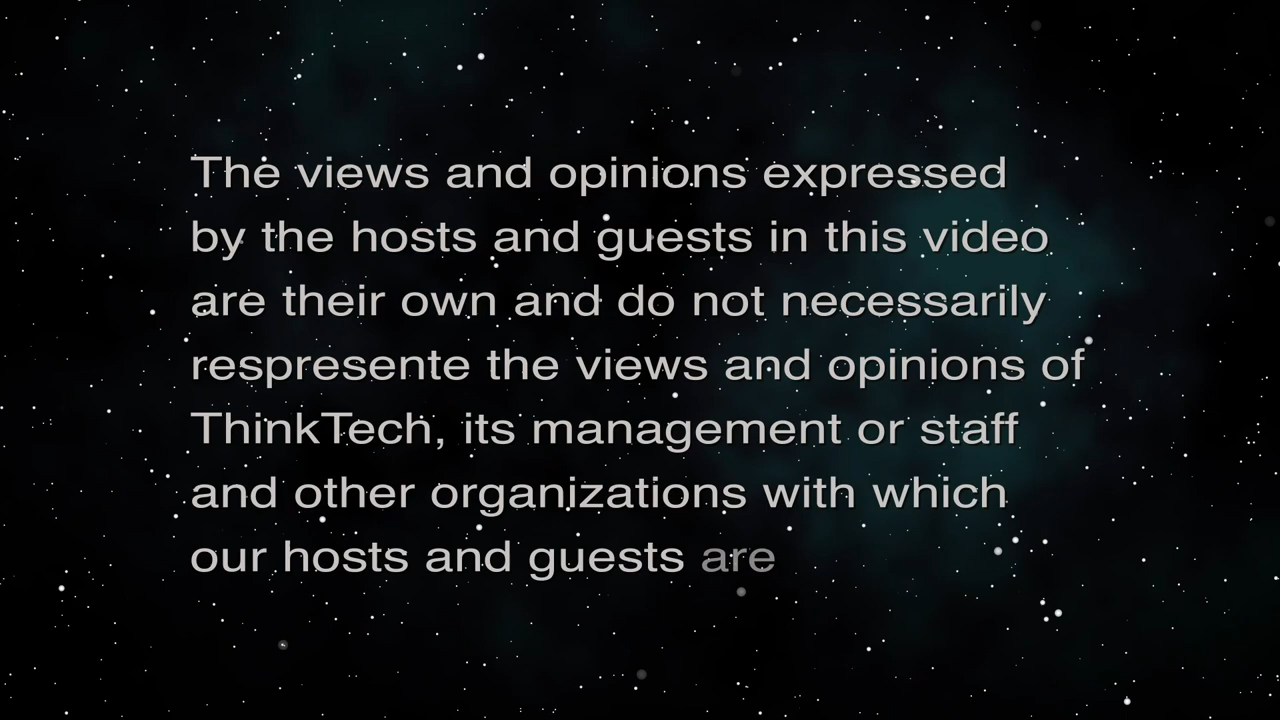 The views and opinions expressed
by the hosts and guests in this video
are their own and do not necessarily
respresente the views and opinions of
ThinkTech, its management or staff
and other organizations with which
our hosts and guests are